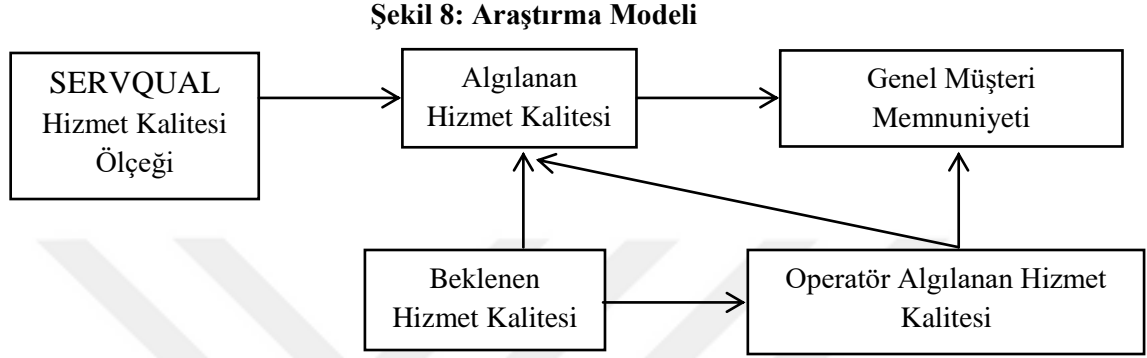 Şekil 8: Araştırma Modeli
SERVQUAL
Hizmet Kalitesi
Ölçeği
Algılanan
Hizmet Kalitesi
Genel Müşteri
Memnuniyeti
Beklenen
Hizmet Kalitesi
Operatör Algılanan Hizmet
Kalitesi